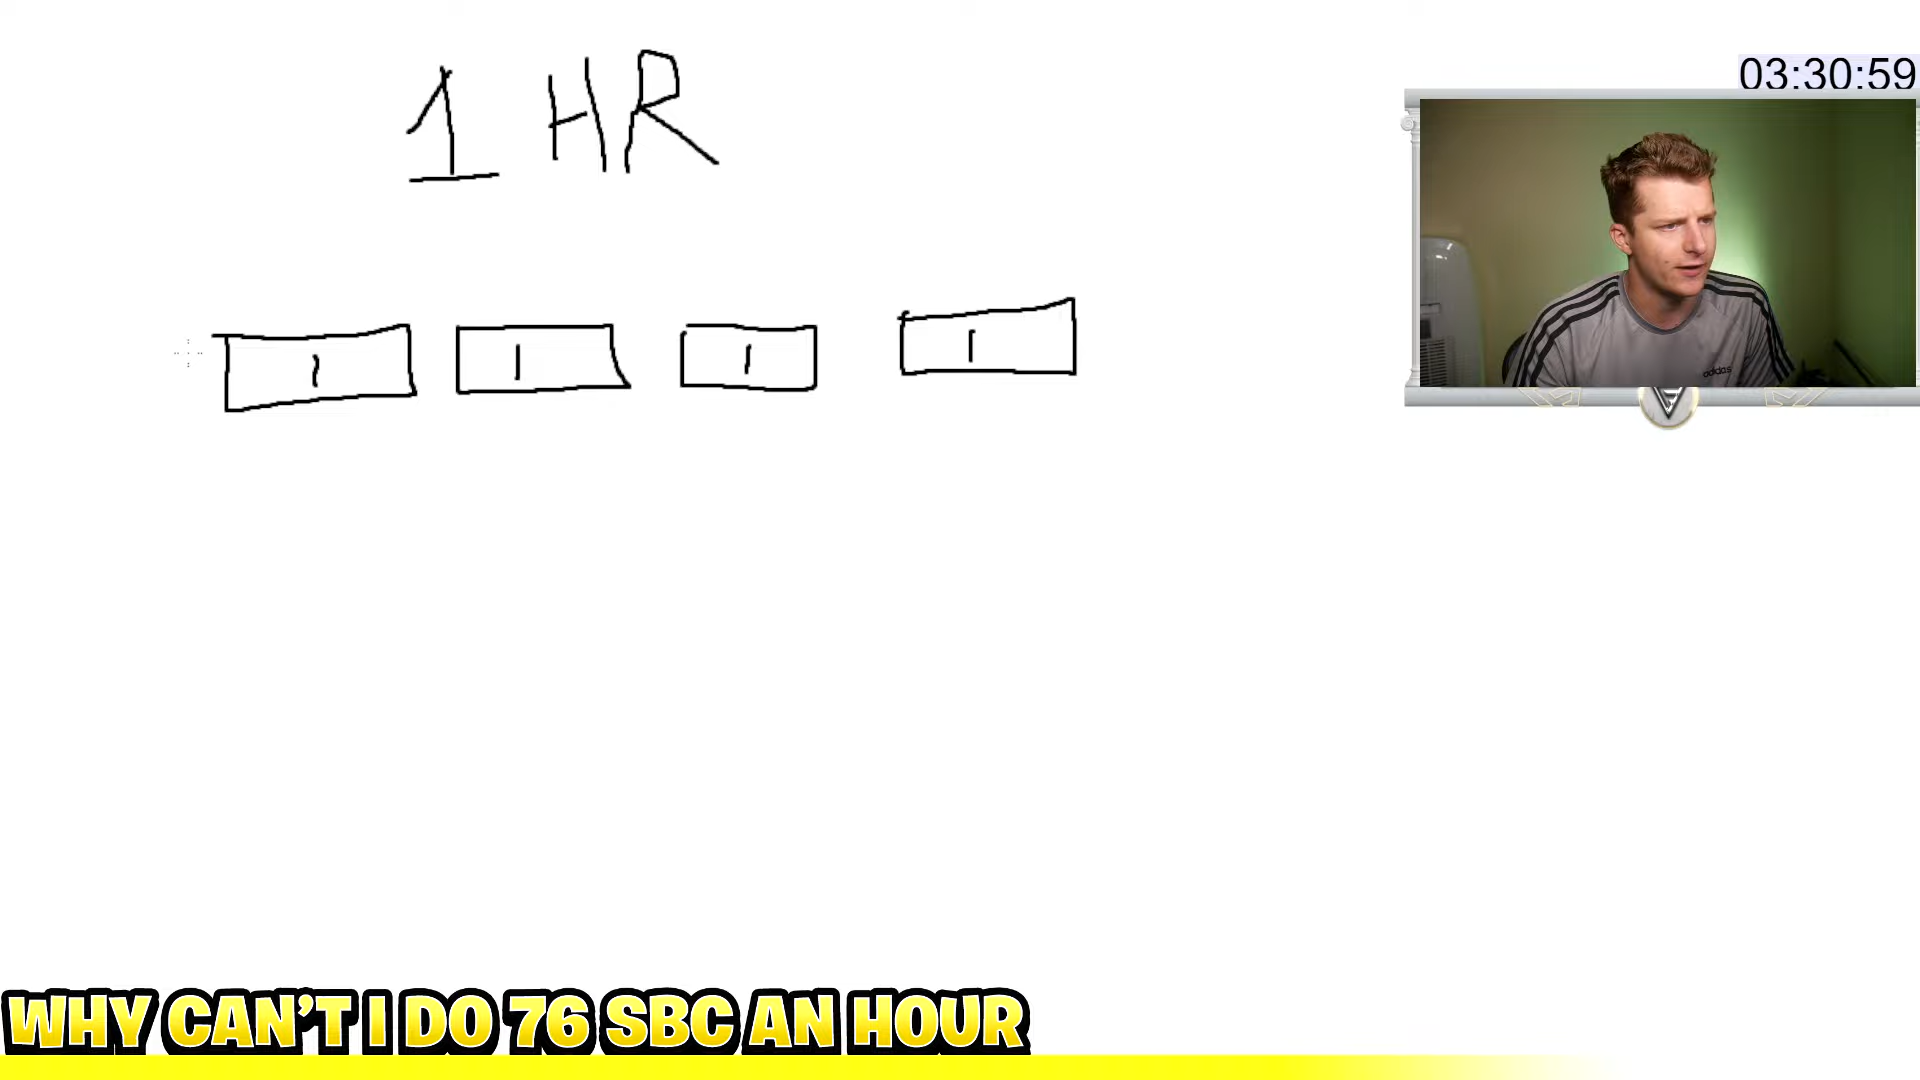 03:30:59
1 HR
1 1 1 1
adidas
WHY CAN'T I DO 76 SBC AN HOUR